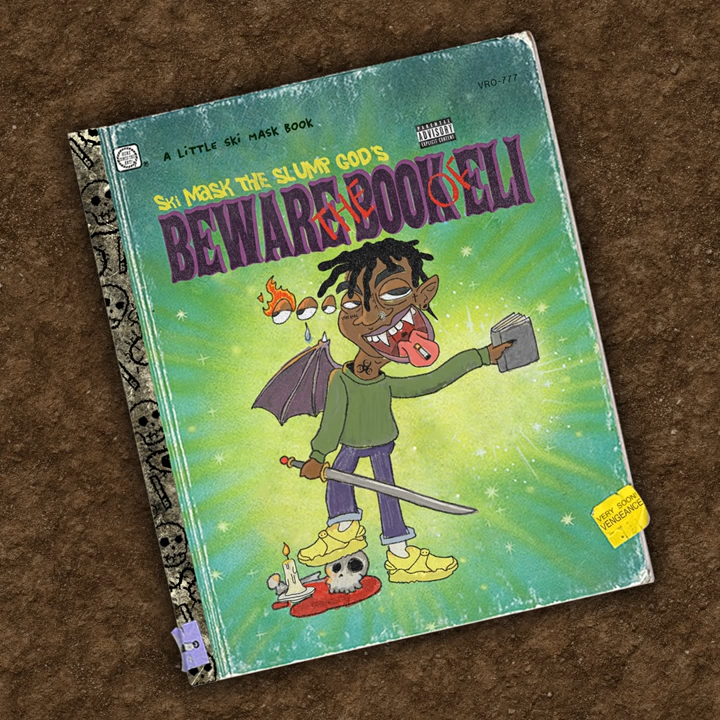 VRD-777
A LiTTLE SKi MASK BOOK
PARENTAL
ADVISORY
EXPLICIT CONTENT
SKi MASK THE SLUMP GOD'S
BEWARE THE BOOK OF ELI
VERY SOON!
VENGEANCE